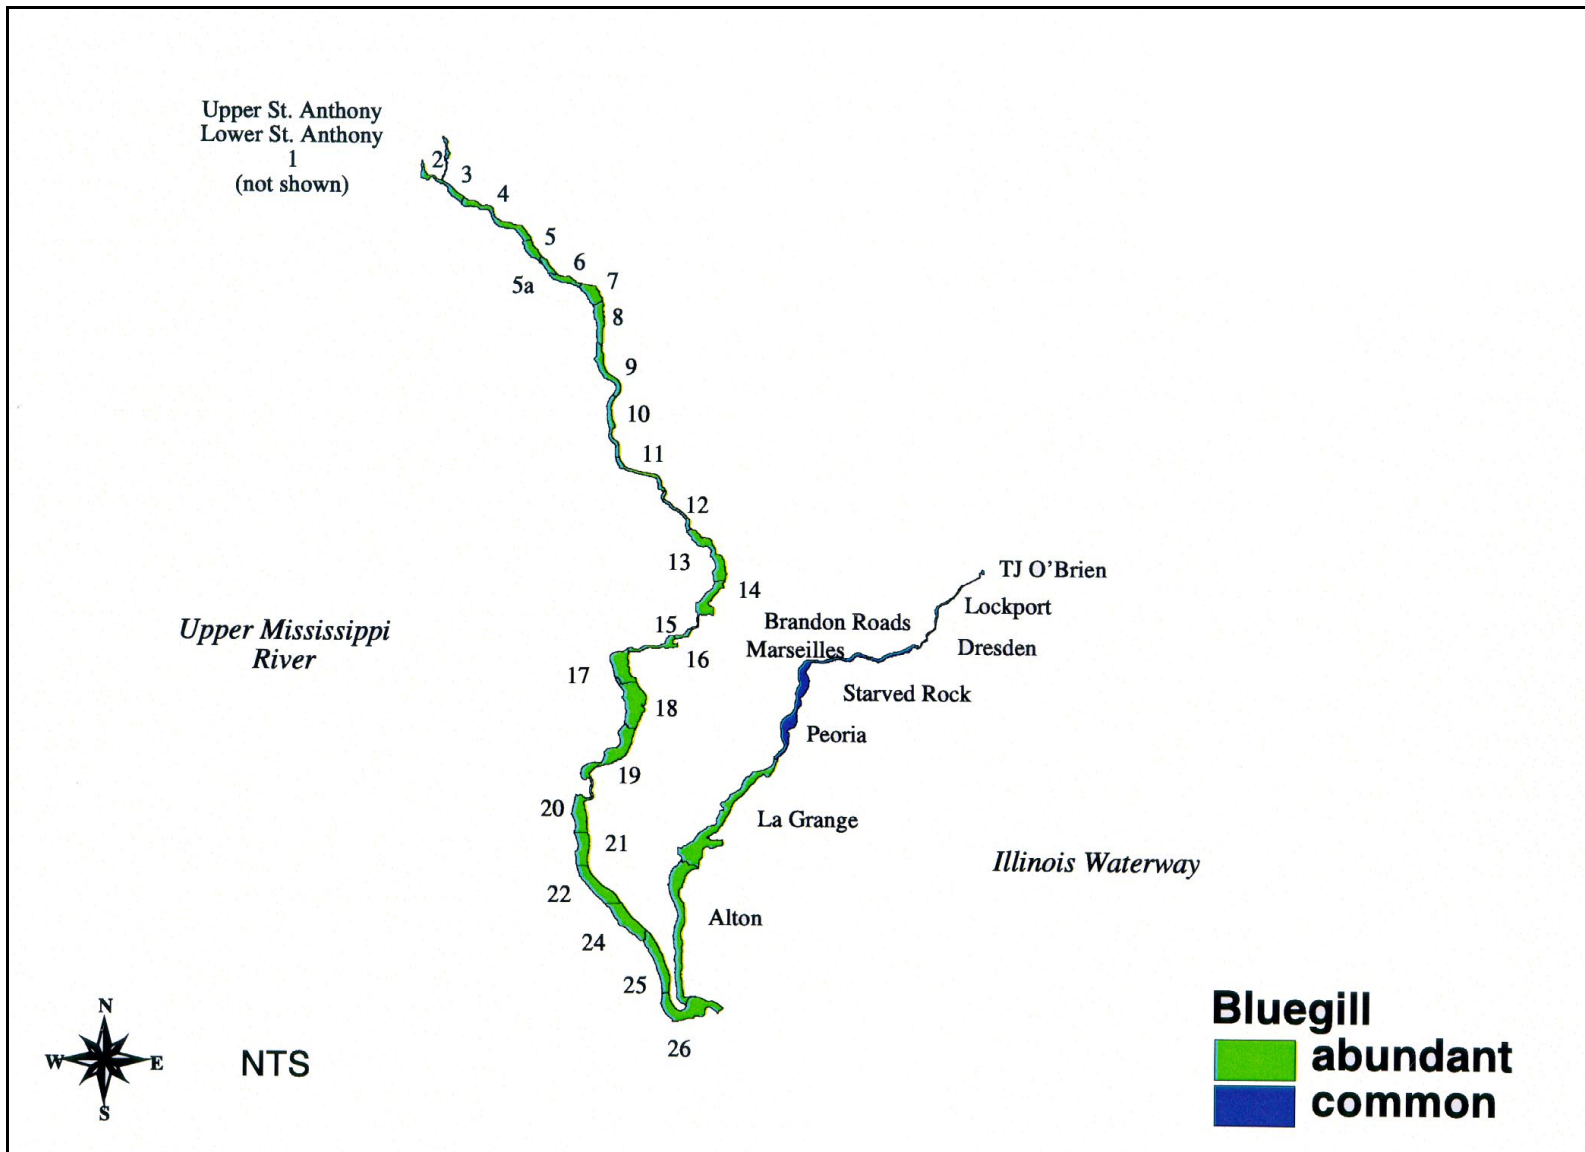 Upper St. Anthony
Lower St. Anthony
1
(not shown)
2
3
4
5
5a
6
7
8
9
10
11
12
13
14
TJ O'Brien
Lockport
Brandon Roads
15
Marseilles
Dresden
Upper Mississippi
River
16
17
Starved Rock
18
Peoria
19
20
La Grange
21
Illinois Waterway
22
Alton
24
25
26
N
W
E
S
NTS
Bluegill
abundant
common